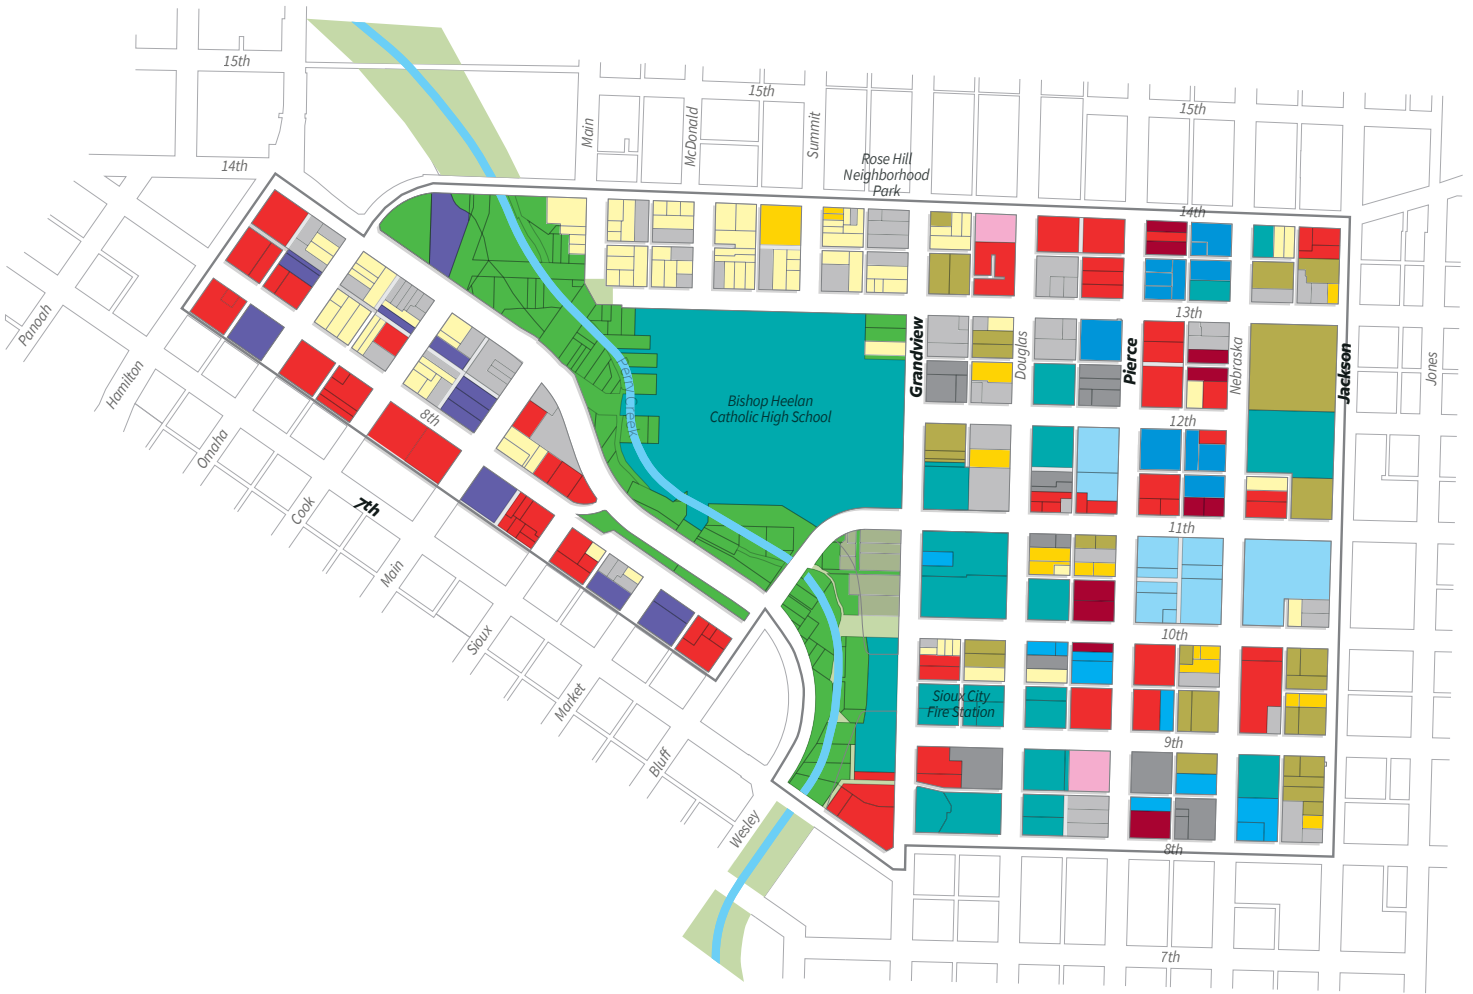 15th
15th
15th
Main
McDonald
Summit
Rose Hill
Neighborhood
Park
14th
14th
13th
Panoah
Hamilton
Omaha
Cook
7th
8th
Main
Sioux
Market
Bluff
Wesley
Perry Creek
Bishop Heelan
Catholic High School
Grandview
Douglas
Pierce
Nebraska
Jackson
Jones
12th
11th
10th
Sioux City
Fire Station
9th
8th
7th